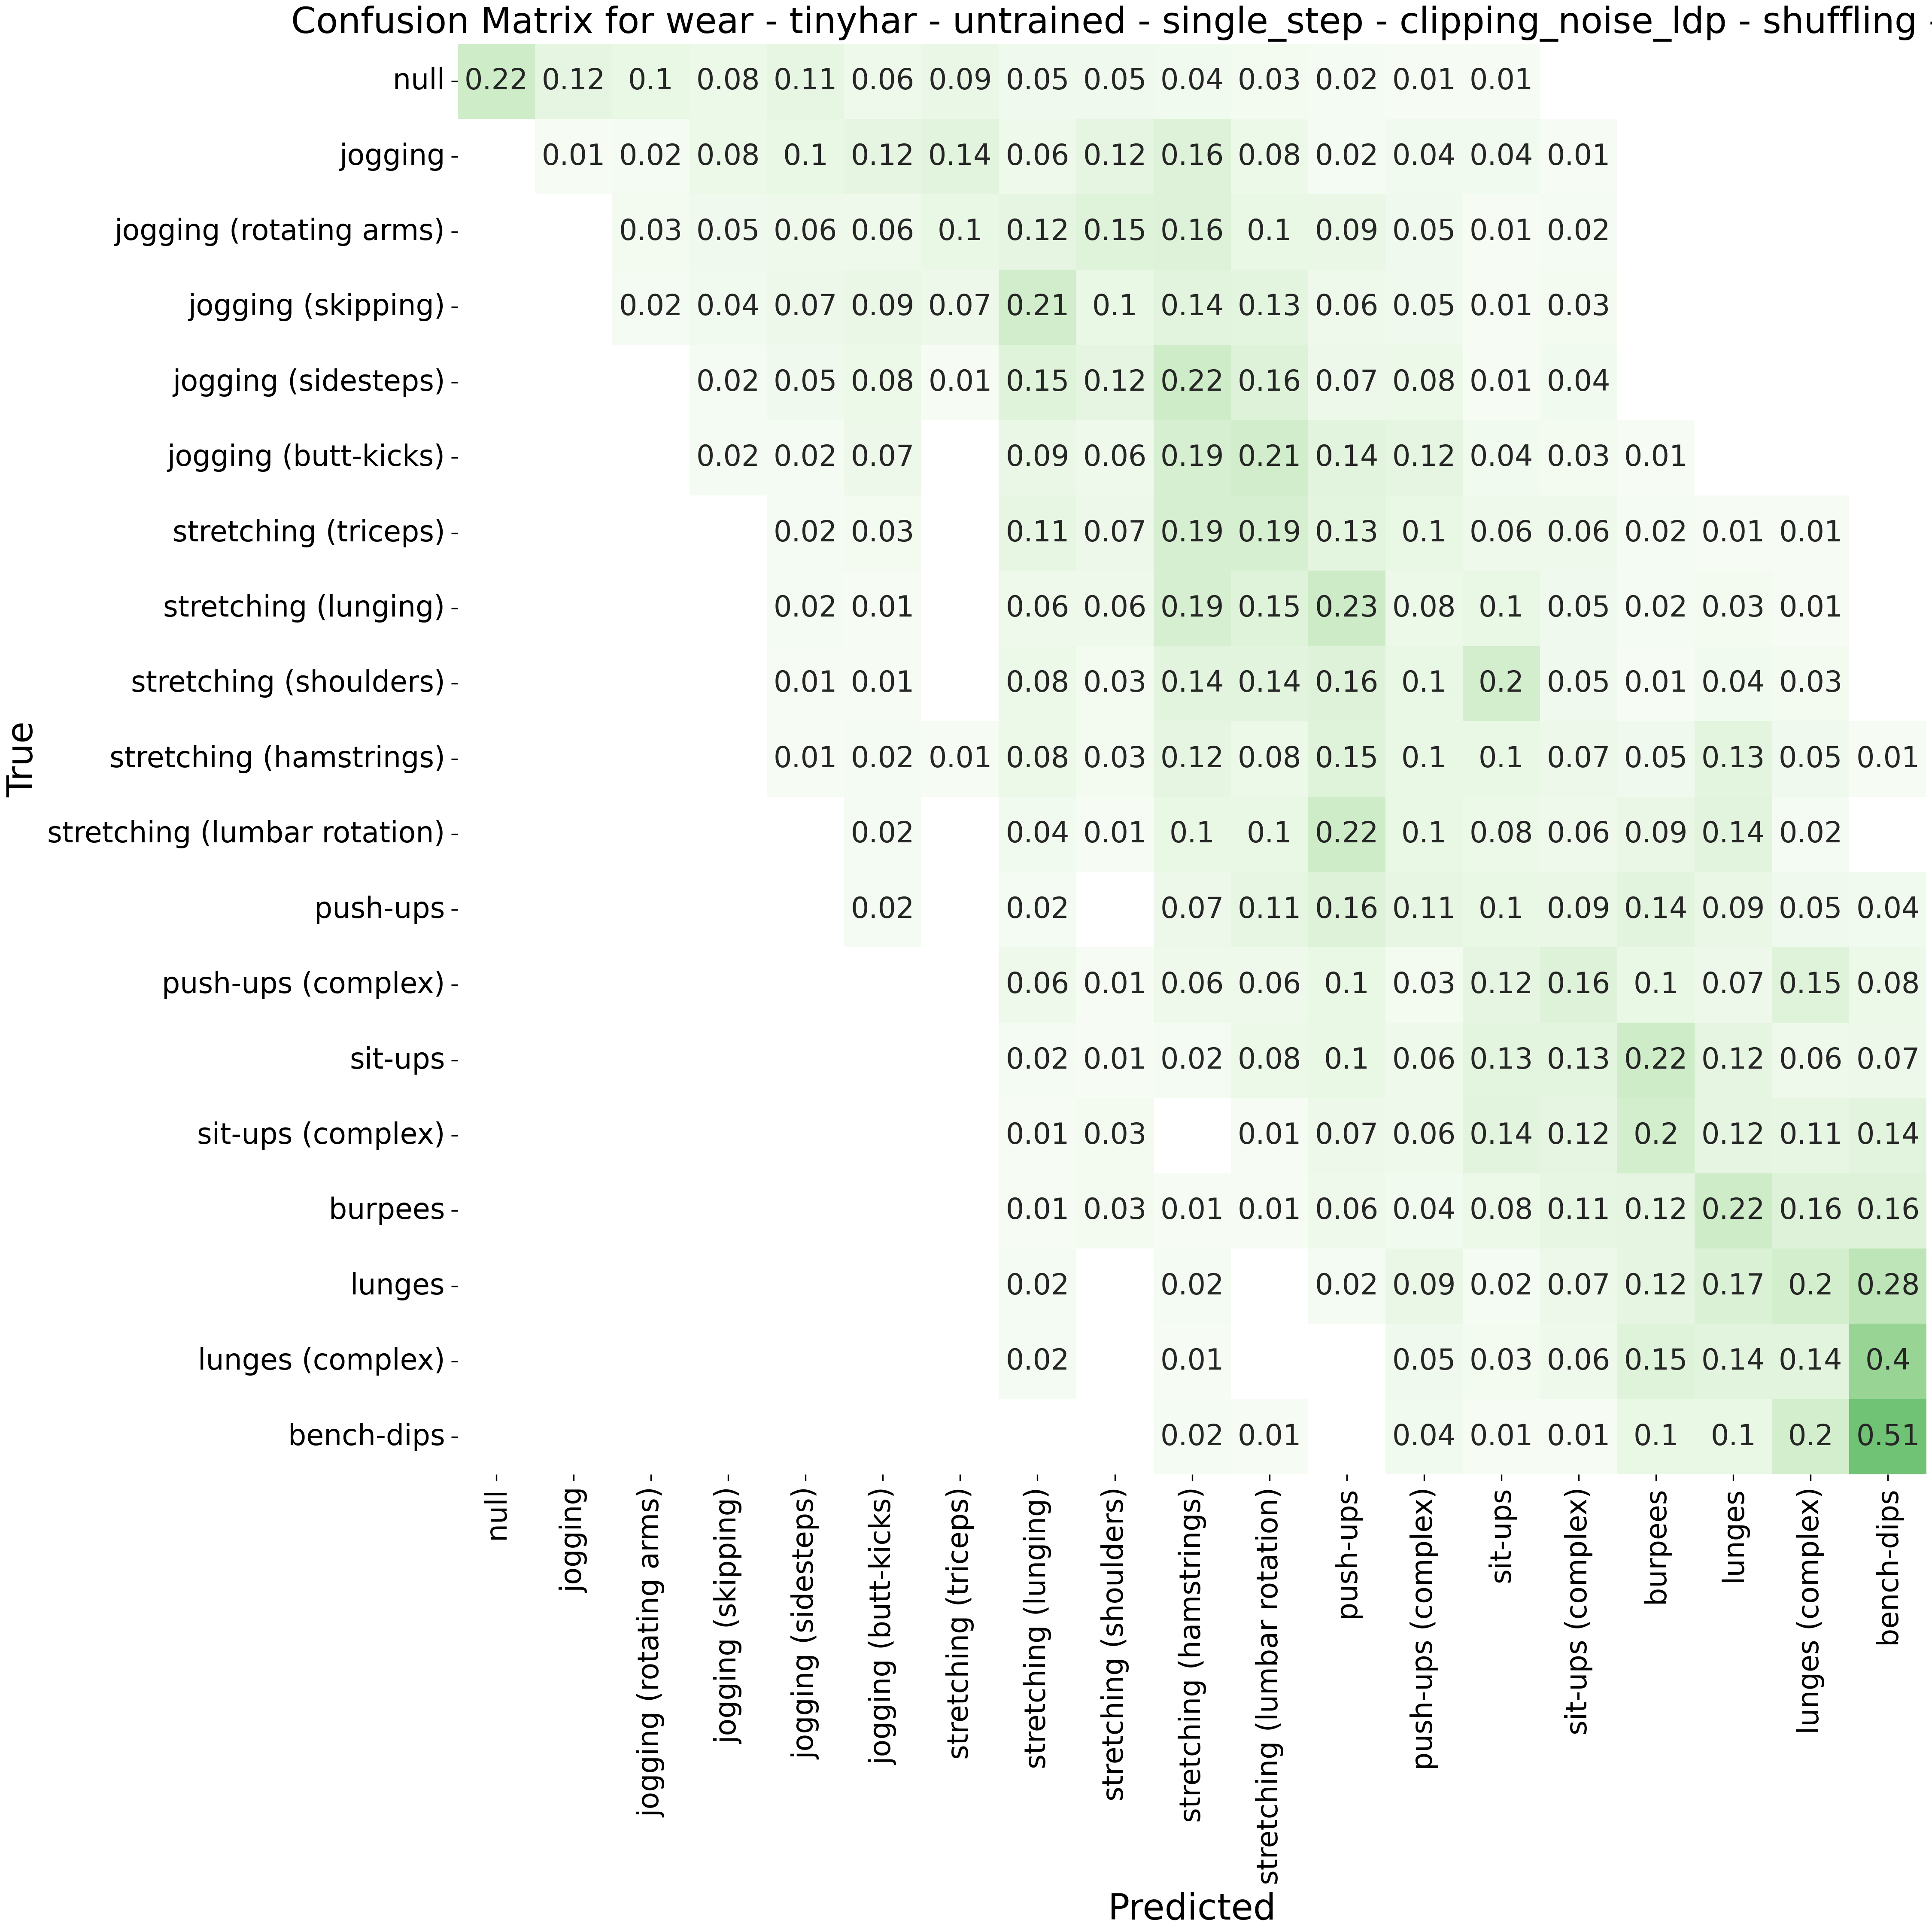 Confusion Matrix for wear - tinyhar - untrained - single_step - clipping_noise_ldp - shuffling -
null 0.22 0.12 0.1 0.08 0.11 0.06 0.09 0.05 0.05 0.04 0.03 0.02 0.01 0.01
jogging 0.01 0.02 0.08 0.1 0.12 0.14 0.06 0.12 0.16 0.08 0.02 0.04 0.04 0.01
jogging (rotating arms) 0.03 0.05 0.06 0.06 0.1 0.12 0.15 0.16 0.1 0.09 0.05 0.01 0.02
jogging (skipping) 0.02 0.04 0.07 0.09 0.07 0.21 0.1 0.14 0.13 0.06 0.05 0.01 0.03
jogging (sidesteps) 0.02 0.05 0.08 0.01 0.15 0.12 0.22 0.16 0.07 0.08 0.01 0.04
jogging (butt-kicks) 0.02 0.02 0.07 0.09 0.06 0.19 0.21 0.14 0.12 0.04 0.03 0.01
stretching (triceps) 0.02 0.03 0.11 0.07 0.19 0.19 0.13 0.1 0.06 0.06 0.02 0.01 0.01
stretching (lunging) 0.02 0.01 0.06 0.06 0.19 0.15 0.23 0.08 0.1 0.05 0.02 0.03 0.01
stretching (shoulders) 0.01 0.01 0.08 0.03 0.14 0.14 0.16 0.1 0.2 0.05 0.01 0.04 0.03
stretching (hamstrings) 0.01 0.02 0.01 0.08 0.03 0.12 0.08 0.15 0.1 0.1 0.07 0.05 0.13 0.05 0.01
stretching (lumbar rotation) 0.02 0.04 0.01 0.1 0.1 0.22 0.1 0.08 0.06 0.09 0.14 0.02
push-ups 0.02 0.02 0.07 0.11 0.16 0.11 0.1 0.09 0.14 0.09 0.05 0.04
push-ups (complex) 0.06 0.01 0.06 0.06 0.1 0.03 0.12 0.16 0.1 0.07 0.15 0.08
sit-ups 0.02 0.01 0.02 0.08 0.1 0.06 0.13 0.13 0.22 0.12 0.06 0.07
sit-ups (complex) 0.01 0.03 0.01 0.07 0.06 0.14 0.12 0.2 0.12 0.11 0.14
burpees 0.01 0.03 0.01 0.01 0.06 0.04 0.08 0.11 0.12 0.22 0.16 0.16
lunges 0.02 0.02 0.02 0.09 0.02 0.07 0.12 0.17 0.2 0.28
lunges (complex) 0.02 0.01 0.05 0.03 0.06 0.15 0.14 0.14 0.4
bench-dips 0.02 0.01 0.04 0.01 0.01 0.1 0.1 0.2 0.51
True
null
jogging
jogging (rotating arms)
jogging (skipping)
jogging (sidesteps)
jogging (butt-kicks)
stretching (triceps)
stretching (lunging)
stretching (shoulders)
stretching (hamstrings)
stretching (lumbar rotation)
push-ups
push-ups (complex)
sit-ups
sit-ups (complex)
burpees
lunges
lunges (complex)
bench-dips
Predicted